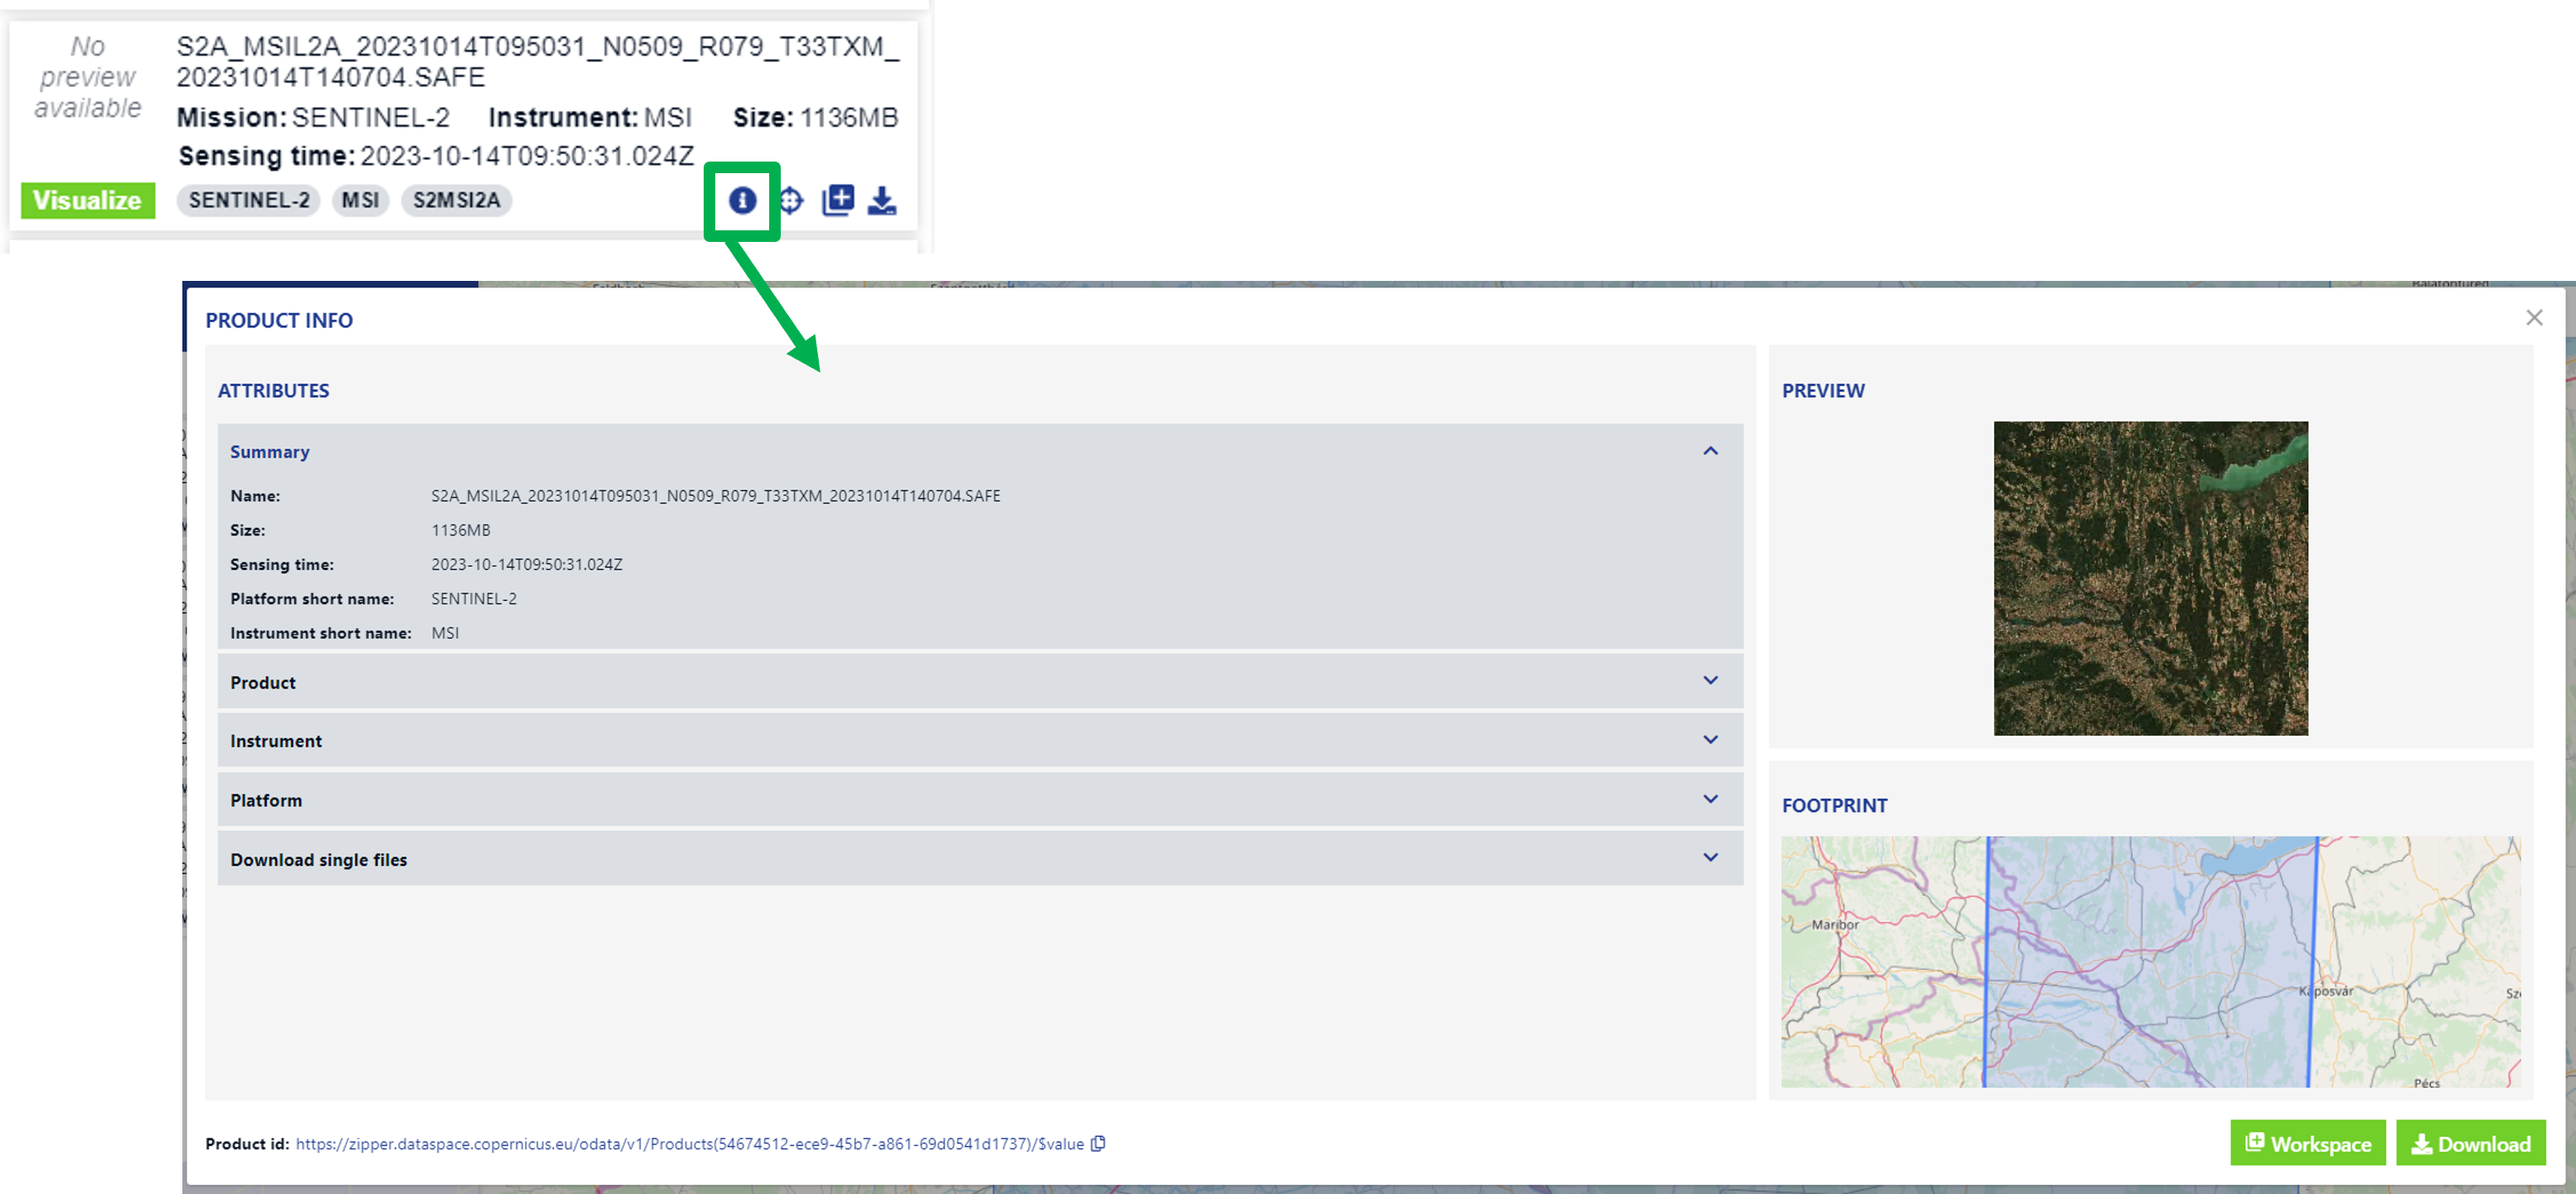 No
preview
available
S2A_MSIL2A_20231014T095031_N0509_R079_T33TXM_
20231014T140704.SAFE
Mission: SENTINEL-2 Instrument: MSI Size: 1136MB
Sensing time: 2023-10-14T09:50:31.024Z
Visualize SENTINEL-2 MSI S2MSI2A
PRODUCT INFO
ATTRIBUTES
Summary
Name: S2A_MSIL2A_20231014T095031_N0509_R079_T33TXM_20231014T140704.SAFE
Size: 1136MB
Sensing time: 2023-10-14T09:50:31.024Z
Platform short name: SENTINEL-2
Instrument short name: MSI
Product
Instrument
Platform
Download single files
PREVIEW
FOOTPRINT
Maribor
Kaposvár
Pécs
Product id: https://zipper.dataspace.copernicus.eu/odata/v1/Products(54674512-ece9-45b7-a861-69d0541d1737)/$value
Workspace Download